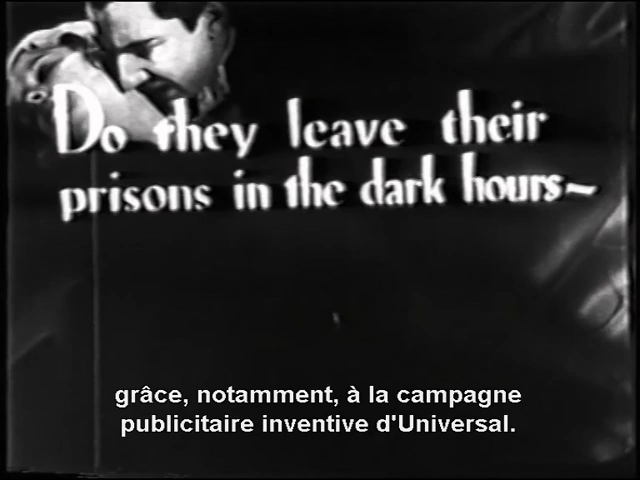 Do they leave their
prisons in the dark hours~
grâce, notamment, à la campagne
publicitaire inventive d'Universal.